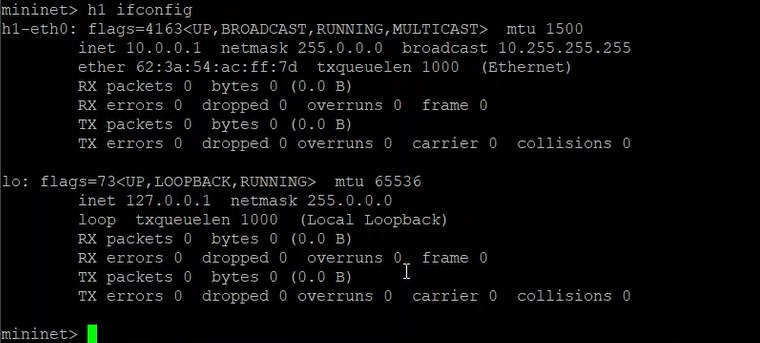 mininet> h1 ifconfig
h1-eth0: flags=4163<UP,BROADCAST,RUNNING,MULTICAST>  mtu 1500
        inet 10.0.0.1  netmask 255.0.0.0  broadcast 10.255.255.255
        ether 62:3a:54:ac:ff:7d  txqueuelen 1000  (Ethernet)
        RX packets 0  bytes 0 (0.0 B)
        RX errors 0  dropped 0  overruns 0  frame 0
        TX packets 0  bytes 0 (0.0 B)
        TX errors 0  dropped 0 overruns 0  carrier 0  collisions 0

lo: flags=73<UP,LOOPBACK,RUNNING>  mtu 65536
        inet 127.0.0.1  netmask 255.0.0.0
        loop  txqueuelen 1000  (Local Loopback)
        RX packets 0  bytes 0 (0.0 B)
        RX errors 0  dropped 0  overruns 0  frame 0
        TX packets 0  bytes 0 (0.0 B)
        TX errors 0  dropped 0 overruns 0  carrier 0  collisions 0

mininet>